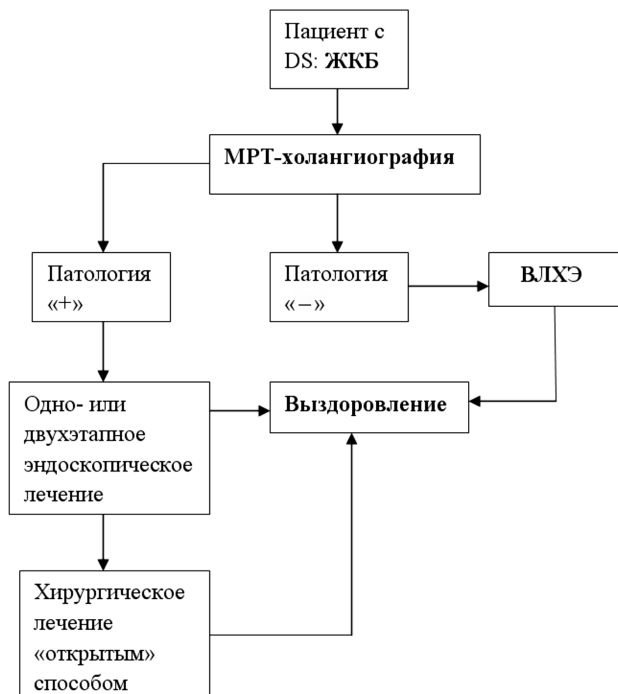 Пациент с
DS: ЖКБ
МРТ-холангиография
Патология
«+»
Патология
«−»
ВЛХЭ
Одно- или
двухэтапное
эндоскопическое
лечение
Выздоровление
Хирургическое
лечение
«открытым»
способом